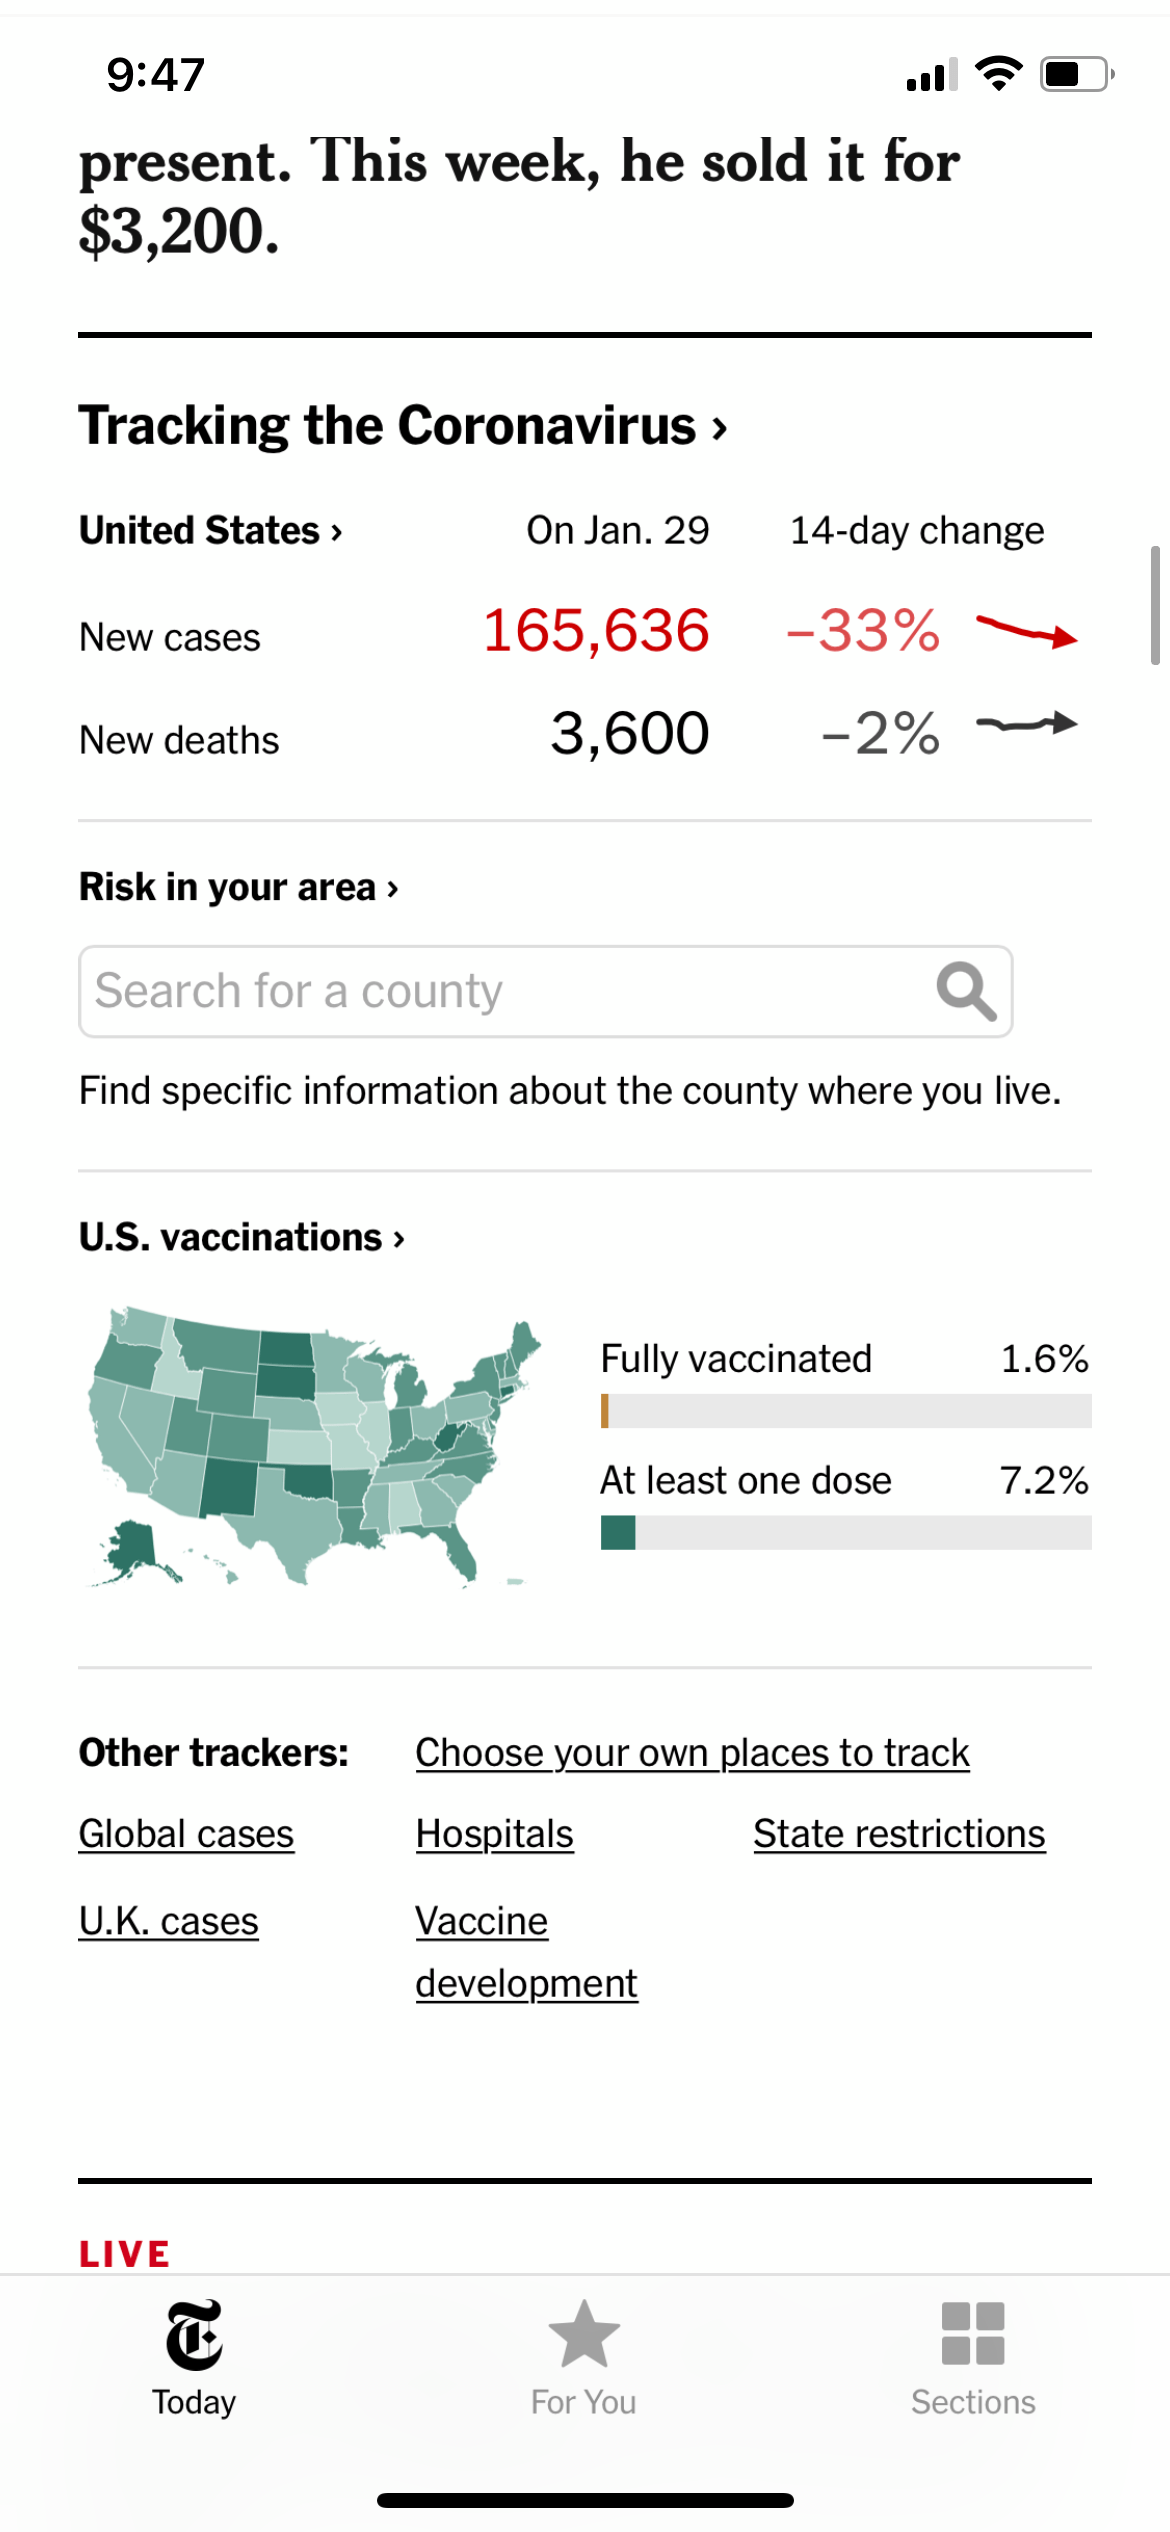 9:47
present. This week, he sold it for
$3,200.
Tracking the Coronavirus ›
United States › On Jan. 29 14-day change
New cases 165,636 –33%
New deaths 3,600 –2%
Risk in your area ›
Search for a county
Find specific information about the county where you live.
U.S. vaccinations ›
Fully vaccinated 1.6%
At least one dose 7.2%
Other trackers: Choose your own places to track
Global cases Hospitals State restrictions
U.K. cases Vaccine
development
LIVE
Today For You Sections